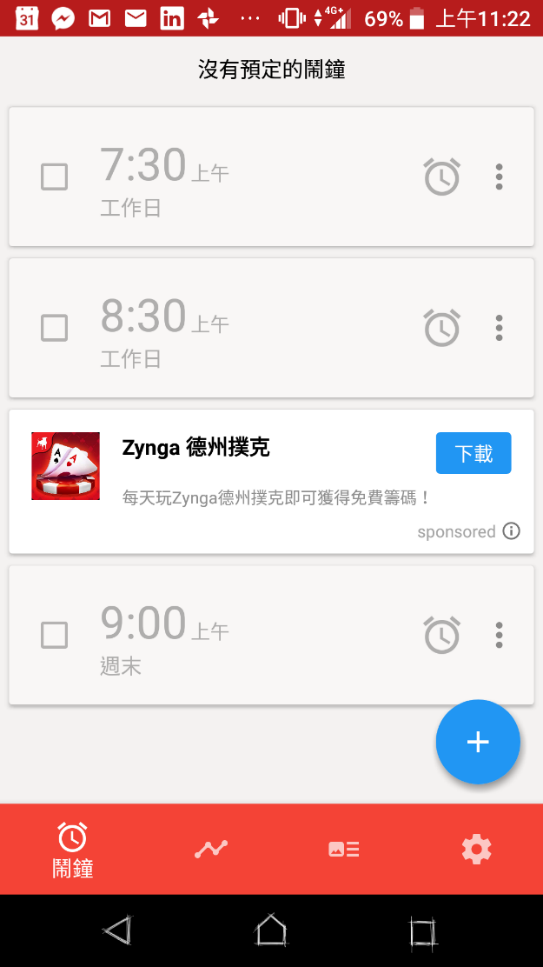 31 4G+ 69% 上午11:22
沒有預定的鬧鐘
7:30 上午
工作日
8:30 上午
工作日
Zynga 德州撲克
下載
每天玩Zynga德州撲克即可獲得免費籌碼！
sponsored
9:00 上午
週末
鬧鐘